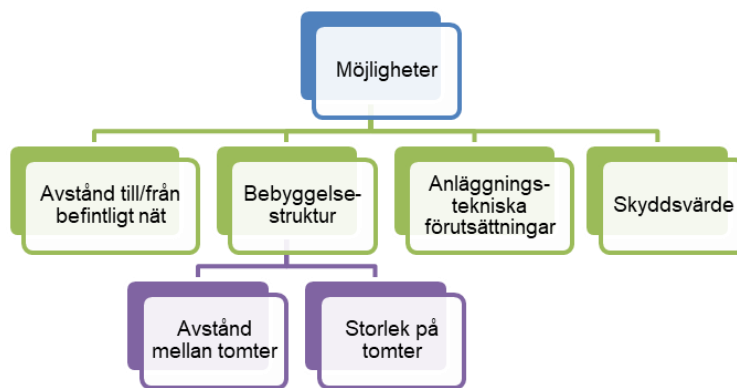 Möjligheter
Avstånd till/från
befintligt nät
Bebyggelse-
struktur
Anläggnings-
tekniska
förutsättningar
Skyddsvärde
Avstånd
mellan tomter
Storlek på
tomter